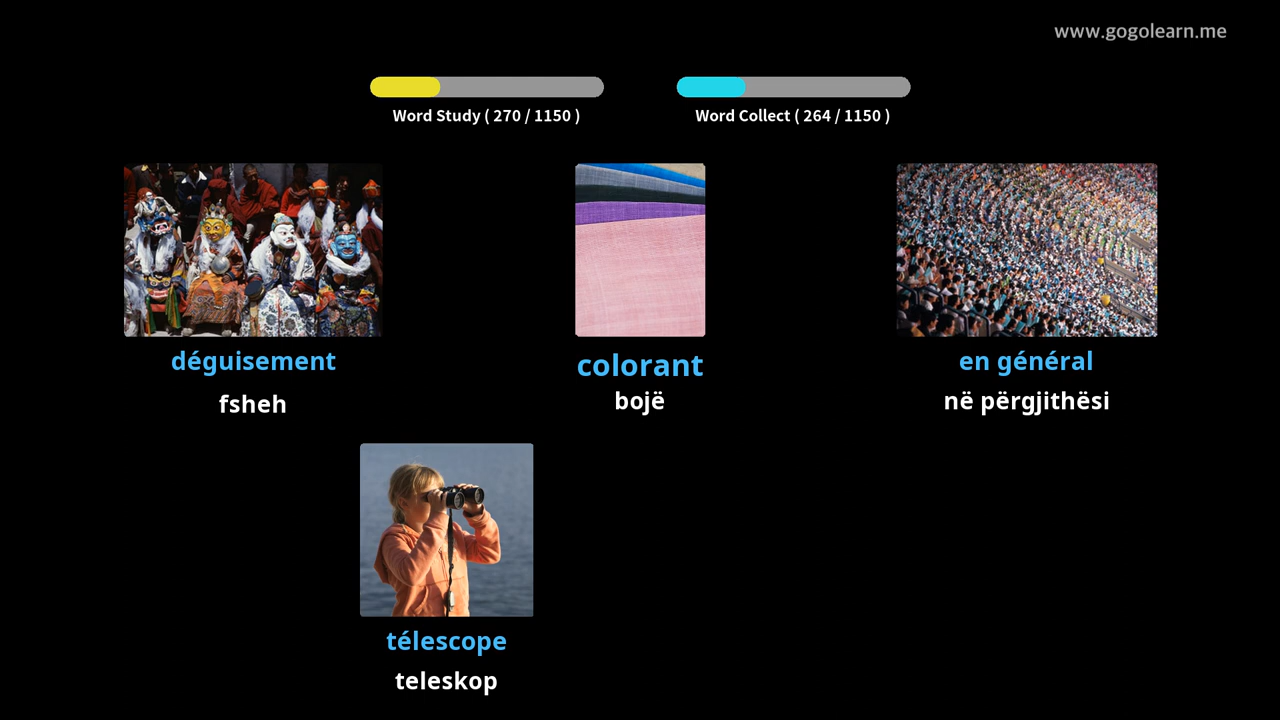 www.gogolearn.me
Word Study ( 270 / 1150 )
Word Collect ( 264 / 1150 )
déguisement
fsheh
colorant
bojë
en général
në përgjithësi
télescope
teleskop